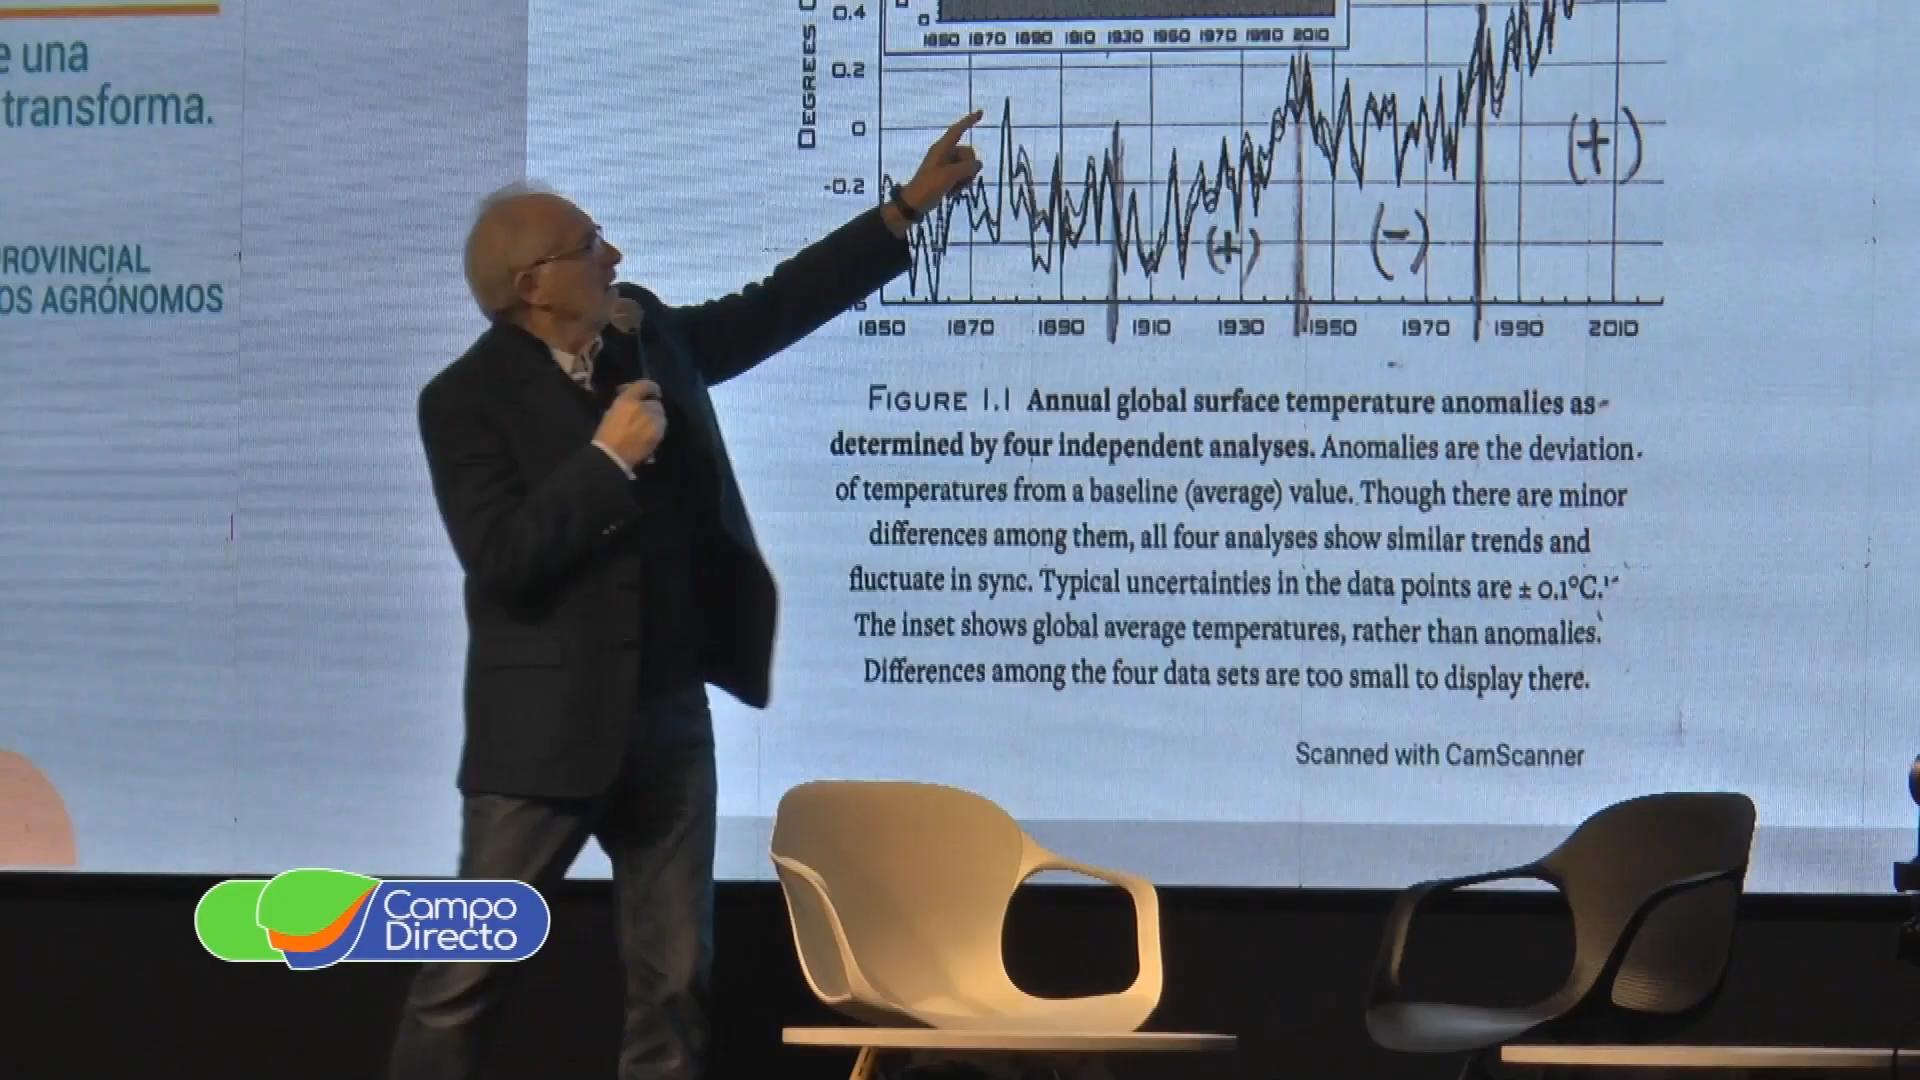 e una
transforma.
ROVINCIAL
OS AGRÓNOMOS
DEGREES
0.4
0.2
0
-0.2
0
1850 1870 1890 1910 1930 1950 1970 1990 2010
(+)
(-)
(+)
1850 1870 1890 1910 1930 1950 1970 1990 2010
FIGURE 1.1 Annual global surface temperature anomalies as
determined by four independent analyses. Anomalies are the deviation
of temperatures from a baseline (average) value. Though there are minor
differences among them, all four analyses show similar trends and
fluctuate in sync. Typical uncertainties in the data points are ± 0.1°C.
The inset shows global average temperatures, rather than anomalies.
Differences among the four data sets are too small to display there.
Scanned with CamScanner
Campo
Directo